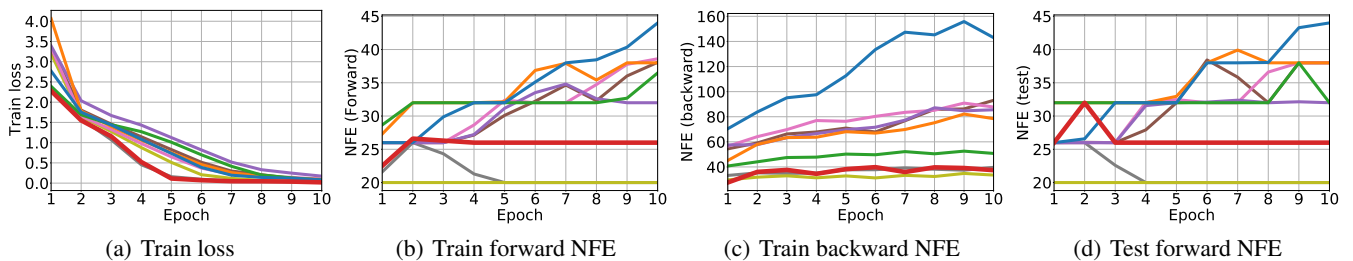 Train loss
4.0
3.5
3.0
2.5
2.0
1.5
1.0
0.5
0.0
1 2 3 4 5 6 7 8 9 10
Epoch
(a) Train loss
NFE (Forward)
45
40
35
30
25
20
1 2 3 4 5 6 7 8 9 10
Epoch
(b) Train forward NFE
NFE (backward)
160
140
120
100
80
60
40
1 2 3 4 5 6 7 8 9 10
Epoch
(c) Train backward NFE
NFE (test)
45
40
35
30
25
20
1 2 3 4 5 6 7 8 9 10
Epoch
(d) Test forward NFE